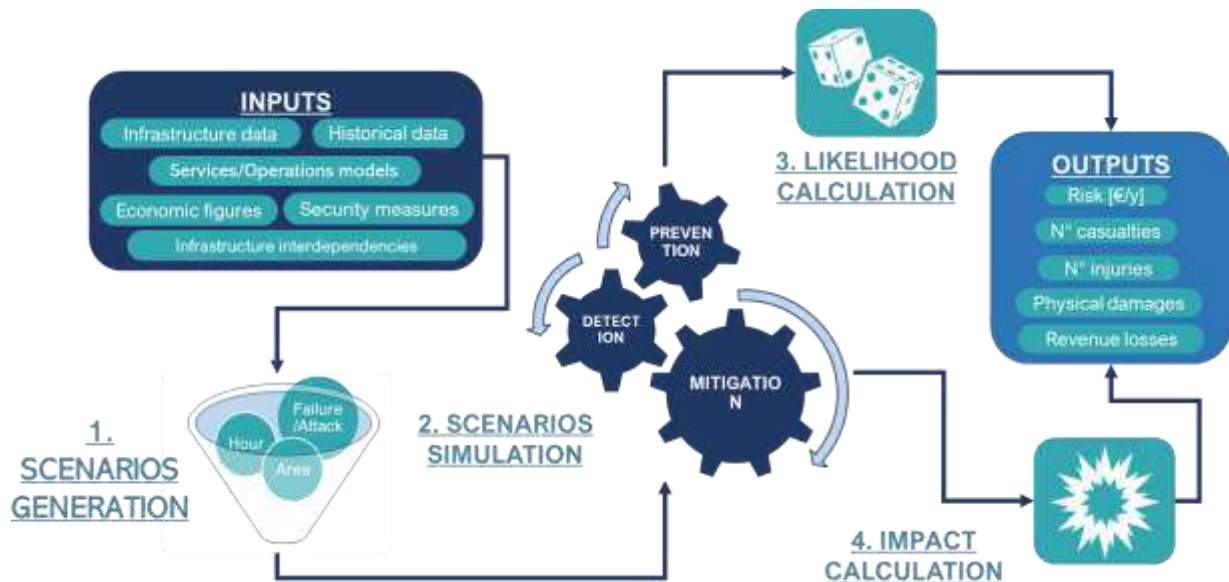 INPUTS
Infrastructure data
Historical data
Services/Operations models
Economic figures
Security measures
Infrastructure interdependencies
1.
SCENARIOS
GENERATION
Failure
/Attack
Hour
Area
2. SCENARIOS
SIMULATION
PREVEN
TION
DETECT
ION
MITIGATIO
N
3. LIKELIHOOD
CALCULATION
4. IMPACT
CALCULATION
OUTPUTS
Risk [€/y]
N° casualties
N° injuries
Physical damages
Revenue losses